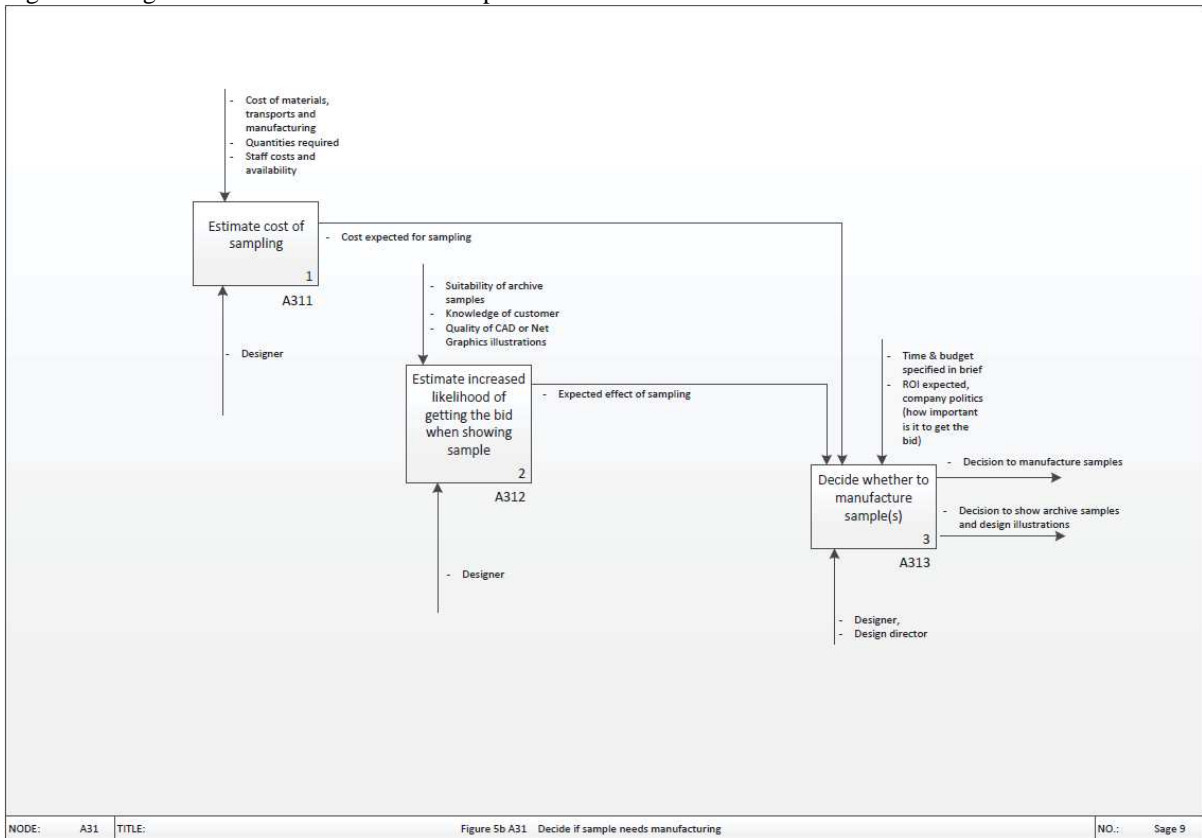 - Cost of materials,
transports and
manufacturing
- Quantities required
- Staff costs and
availability
Estimate cost of
sampling
1
A311
- Cost expected for sampling
- Designer
- Suitability of archive
samples
- Knowledge of customer
- Quality of CAD or Net
Graphics illustrations
Estimate increased
likelihood of
getting the bid
when showing
sample
2
A312
- Expected effect of sampling
- Designer
- Time & budget
specified in brief
- ROI expected,
company politics
(how important
is it to get the
bid)
Decide whether to
manufacture
sample(s)
3
A313
- Decision to manufacture samples
- Decision to show archive samples
and design illustrations
- Designer,
- Design director
NODE: A31 TITLE: Figure 5b A31 Decide if sample needs manufacturing NO.: Sage 9